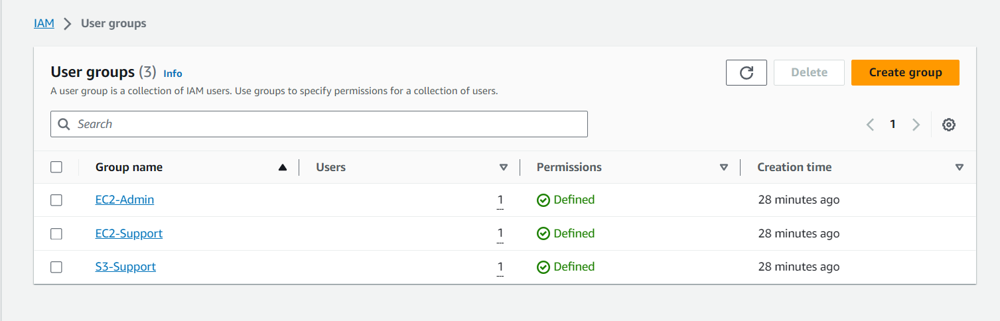 IAM > User groups
User groups (3) Info
A user group is a collection of IAM users. Use groups to specify permissions for a collection of users.
Delete
Create group
Search
1
Group name Users Permissions Creation time
EC2-Admin 1 Defined 28 minutes ago
EC2-Support 1 Defined 28 minutes ago
S3-Support 1 Defined 28 minutes ago